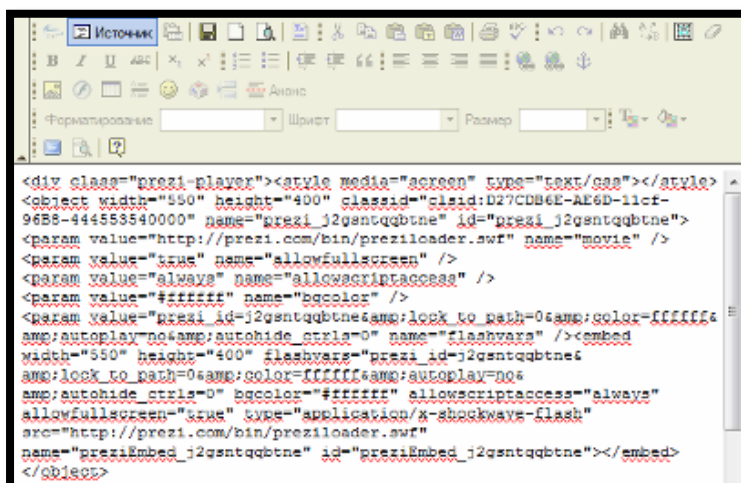 Источник
B I U ABC x₁ x²
Анонс
Форматирование Шрифт Размер
<div class="prezi-player"><style media="screen" type="text/css"></style>
<object width="550" height="400" classid="clsid:D27CDB6E-AE6D-11cf-
96B8-444553540000" name="prezi_j2gsntqqbtne" id="prezi_j2gsntqqbtne">
<param value="http://prezi.com/bin/preziloader.swf" name="movie" />
<param value="true" name="allowfullscreen" />
<param value="always" name="allowscriptaccess" />
<param value="#ffffff" name="bgcolor" />
<param value="prezi_id=j2gsntqqbtne&amp;lock_to_path=0&amp;color=ffffff&
amp;autoplay=no&amp;autohide_ctrls=0" name="flashvars" /><embed
width="550" height="400" flashvars="prezi_id=j2gsntqqbtne&
amp;lock_to_path=0&amp;color=ffffff&amp;autoplay=no&
amp;autohide_ctrls=0" bgcolor="#ffffff" allowscriptaccess="always"
allowfullscreen="true" type="application/x-shockwave-flash"
src="http://prezi.com/bin/preziloader.swf"
name="preziEmbed_j2gsntqqbtne" id="preziEmbed_j2gsntqqbtne"></embed>
</object>